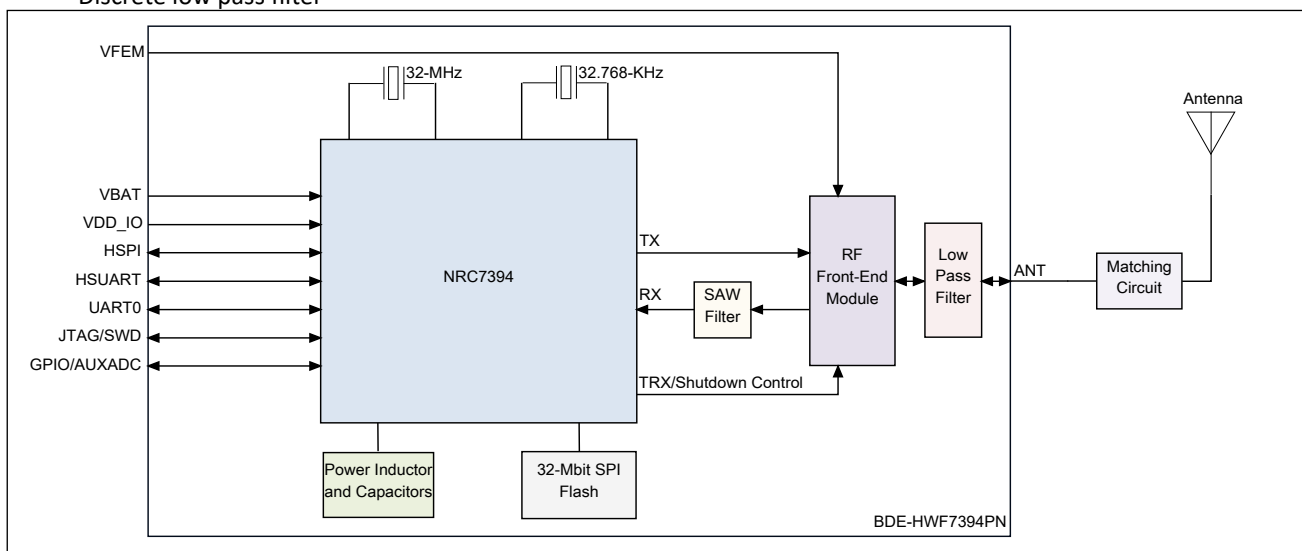 Discrete low pass filter
VFEM
32-MHz
32.768-KHz
Antenna
VBAT
VDD_IO
HSPI
HSUART
UART0
JTAG/SWD
GPIO/AUXADC
NRC7394
TX
RX
SAW
Filter
TRX/Shutdown Control
RF
Front-End
Module
Low
Pass
Filter
ANT
Matching
Circuit
Power Inductor
and Capacitors
32-Mbit SPI
Flash
BDE-HWF7394PN